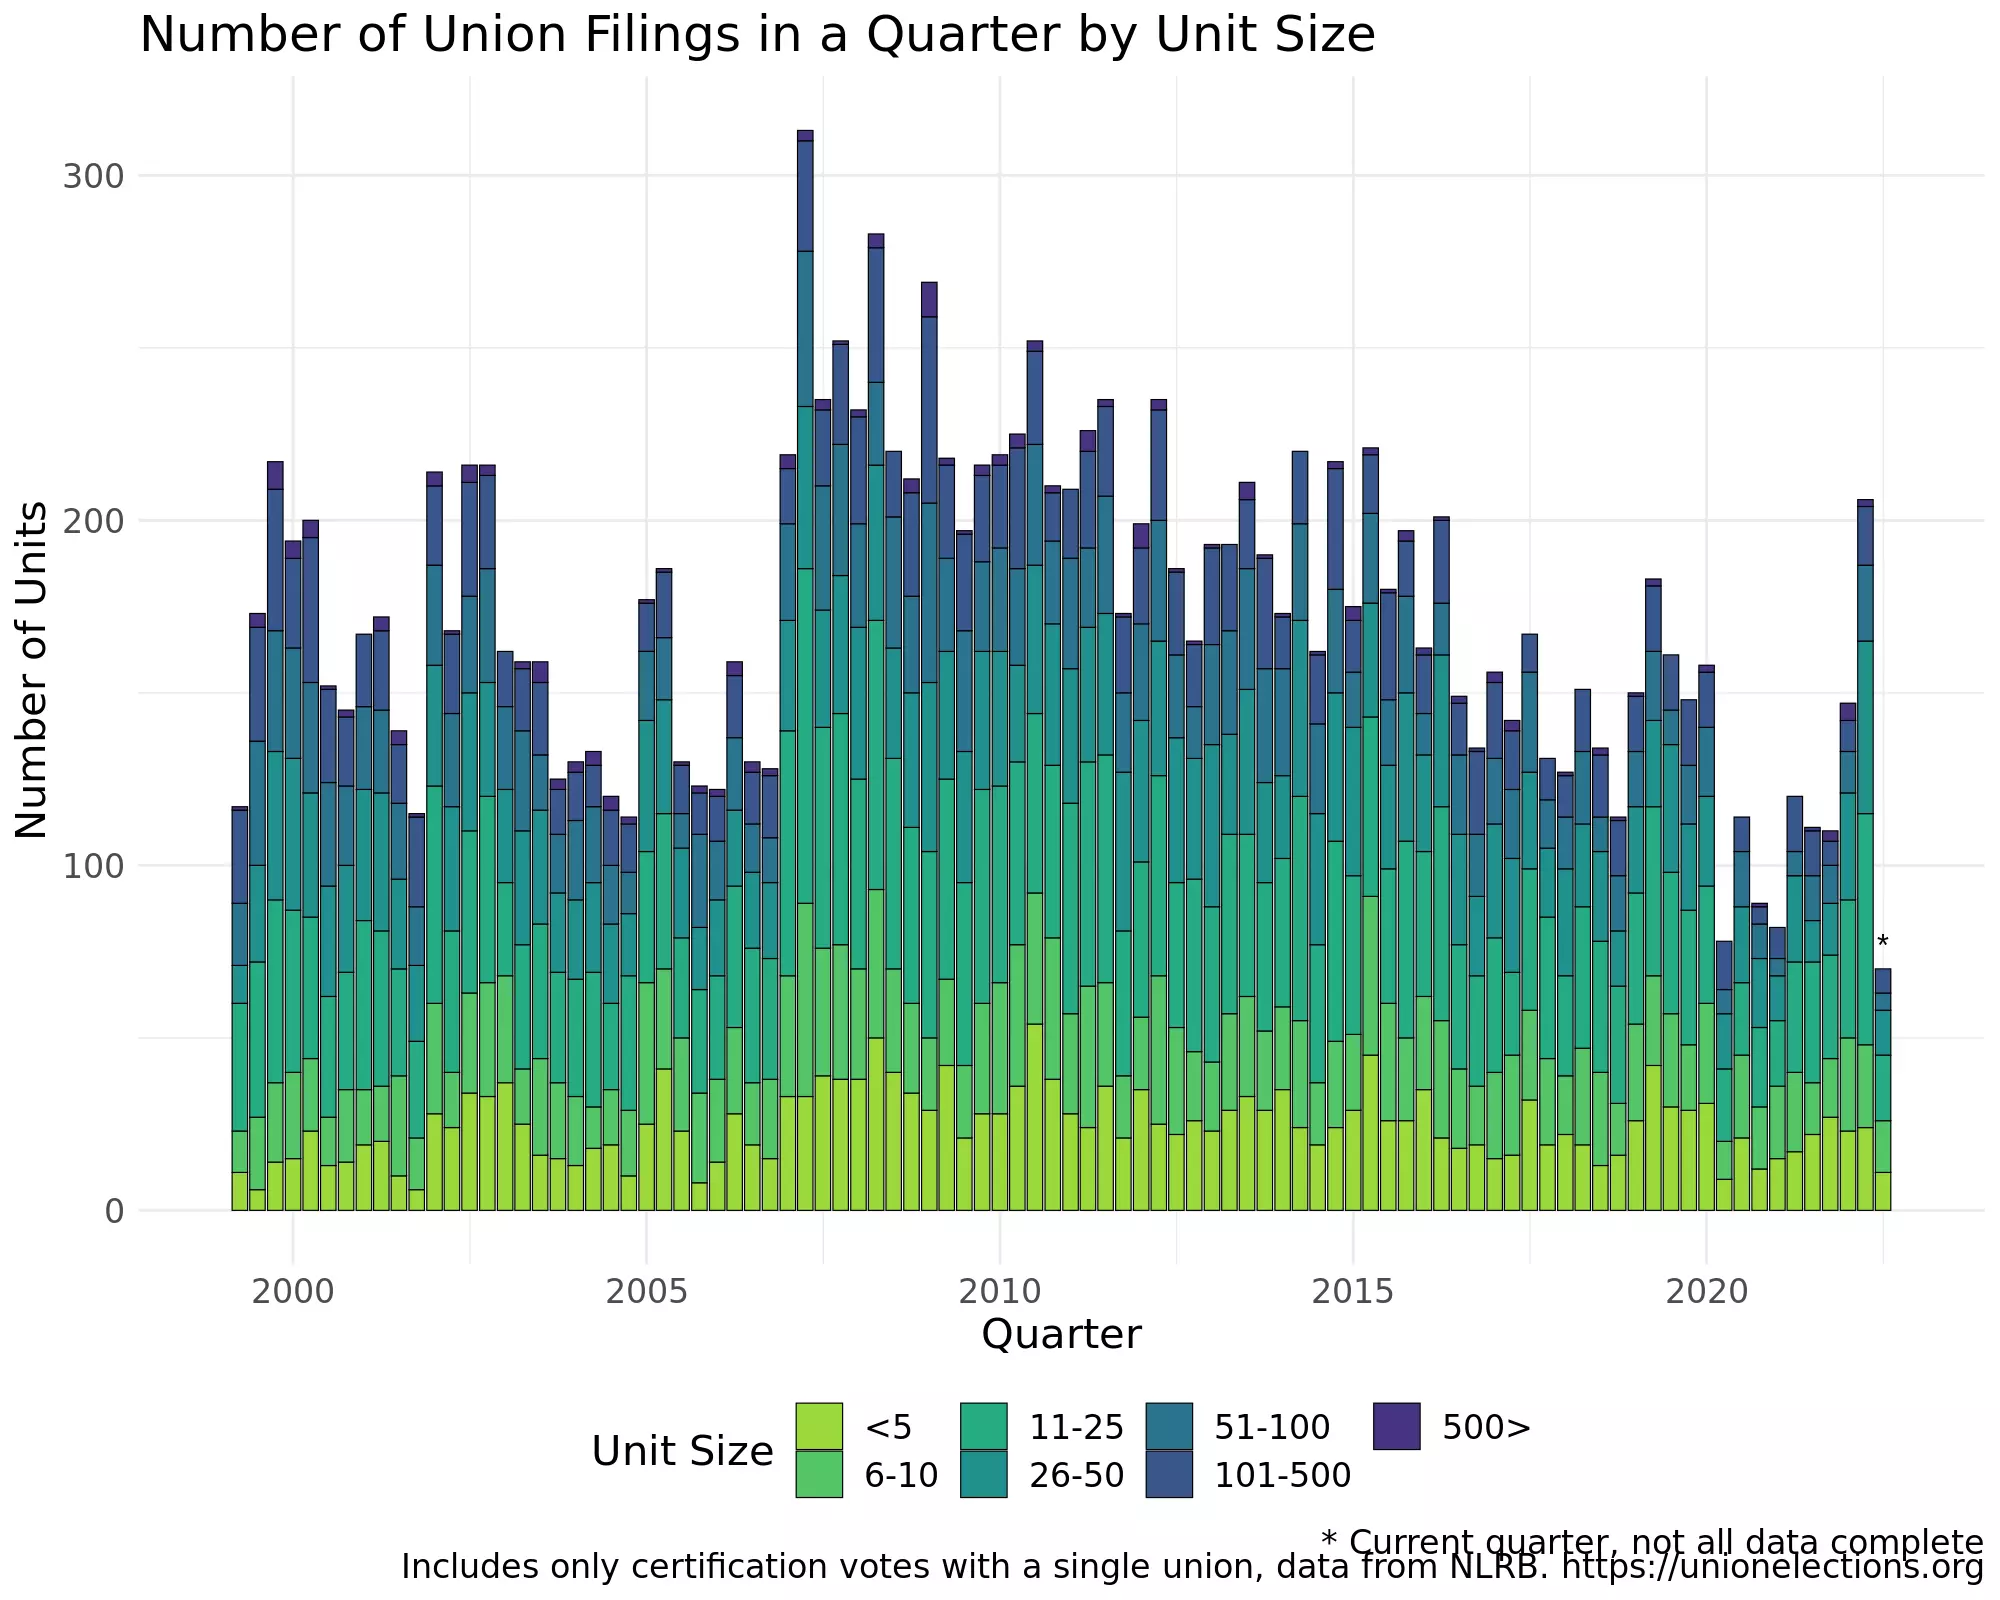 Number of Union Filings in a Quarter by Unit Size
Number of Units
300
200
100
0
*
2000 2005 2010 2015 2020
Quarter
Unit Size
<5 11-25 51-100 500>
6-10 26-50 101-500
* Current quarter, not all data complete
Includes only certification votes with a single union, data from NLRB. https://unionelections.org